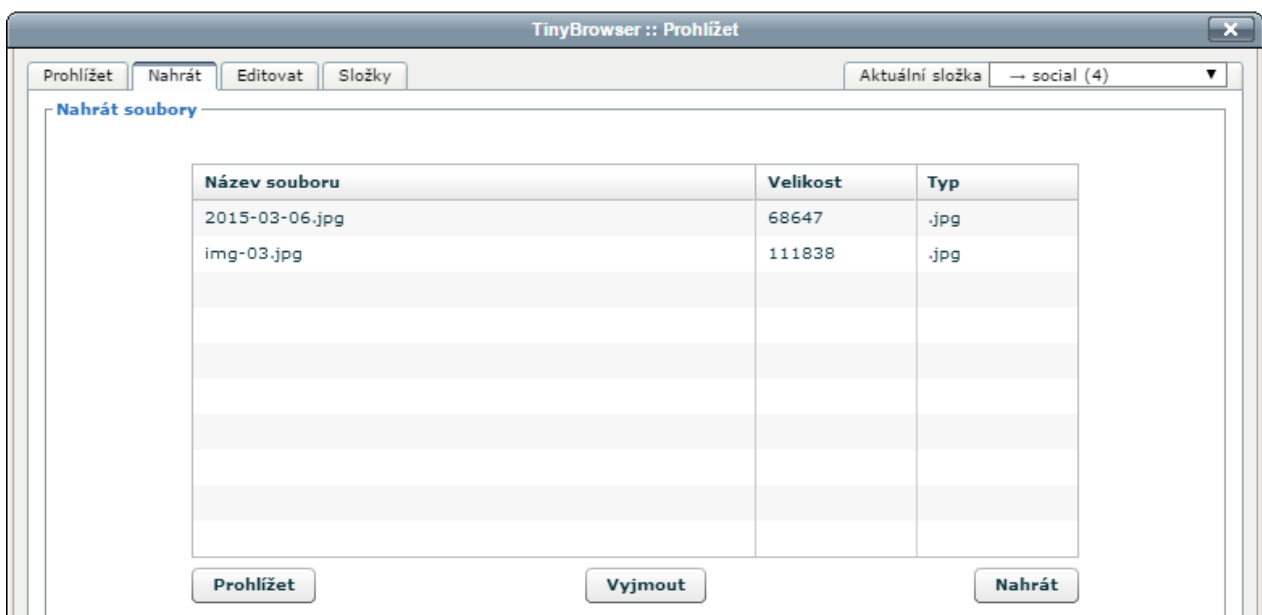 TinyBrowser :: Prohlížet
Prohlížet Nahrát Editovat Složky Aktuální složka → social (4)
Nahrát soubory
Název souboru Velikost Typ
2015-03-06.jpg 68647 .jpg
img-03.jpg 111838 .jpg
Prohlížet Vyjmout Nahrát